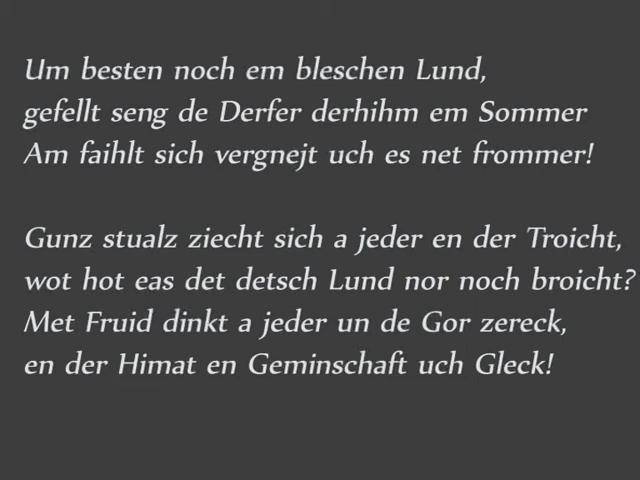 Um besten noch em bleschen Lund,
gefellt seng de Derfer derhihm em Sommer
Am faihlt sich vergnejt uch es net frommer!
Gunz stualz ziecht sich a jeder en der Troicht,
wot hot eas det detsch Lund nor noch broicht?
Met Fruid dinkt a jeder un de Gor zereck,
en der Himat en Geminschaft uch Gleck!